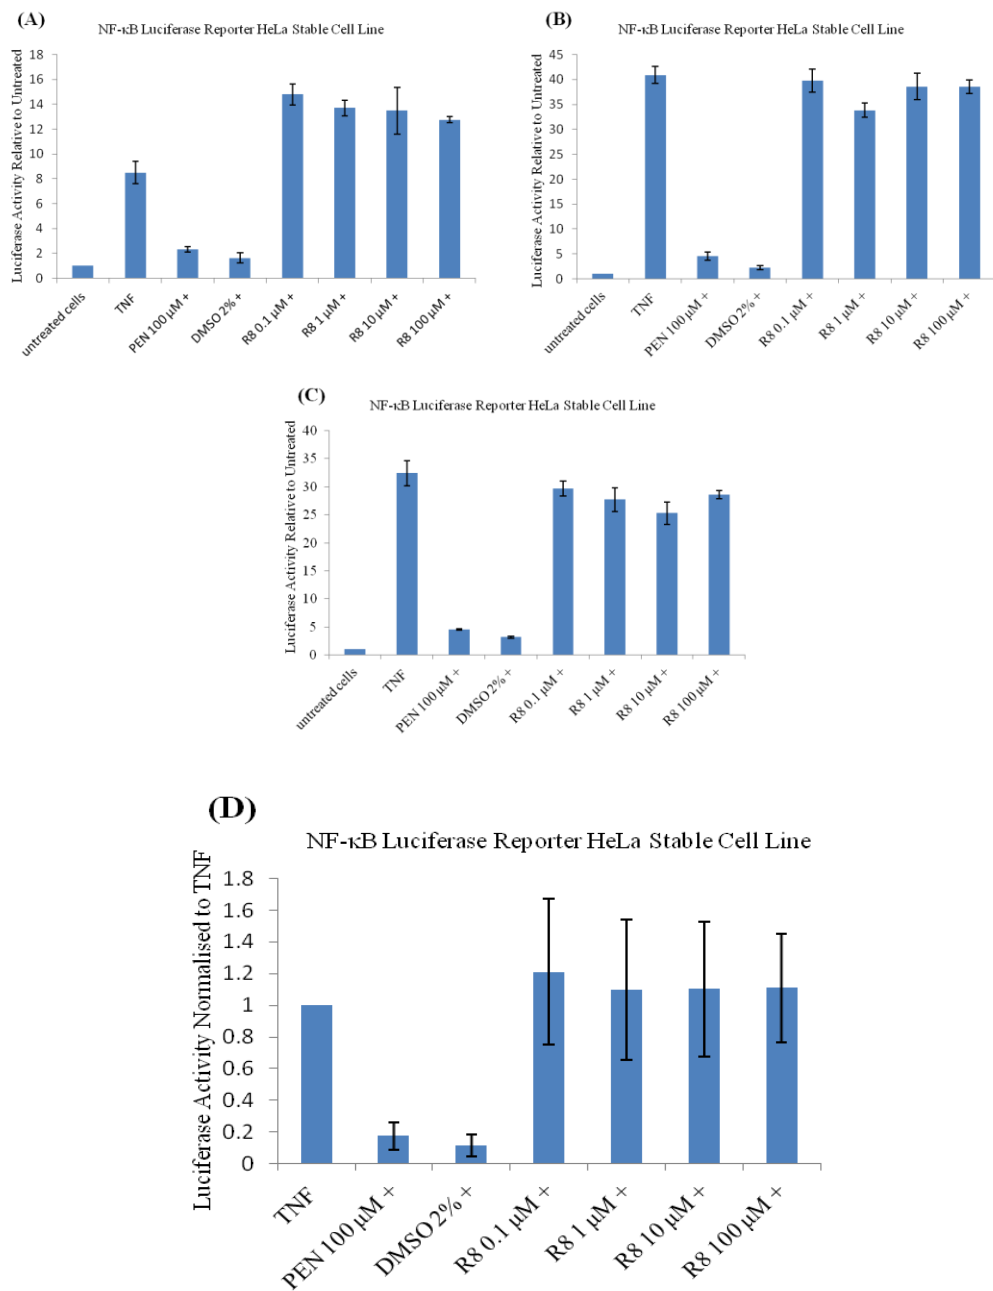 (A)
NF-κB Luciferase Reporter HeLa Stable Cell Line
Luciferase Activity Relative to Untreated
18
16
14
12
10
8
6
4
2
0
untreated cells
TNF
PEN 100 µM +
DMSO 2% +
R8 0.1 µM +
R8 1 µM +
R8 10 µM +
R8 100 µM +
(B)
NF-κB Luciferase Reporter HeLa Stable Cell Line
Luciferase Activity Relative to Untreated
45
40
35
30
25
20
15
10
5
0
untreated cells
TNF
PEN 100 µM +
DMSO 2% +
R8 0.1 µM +
R8 1 µM +
R8 10 µM +
R8 100 µM +
(C)
NF-κB Luciferase Reporter HeLa Stable Cell Line
Luciferase Activity Relative to Untreated
40
35
30
25
20
15
10
5
0
untreated cells
TNF
PEN 100 µM +
DMSO 2% +
R8 0.1 µM +
R8 1 µM +
R8 10 µM +
R8 100 µM +
(D)
NF-κB Luciferase Reporter HeLa Stable Cell Line
Luciferase Activity Normalised to TNF
1.8
1.6
1.4
1.2
1
0.8
0.6
0.4
0.2
0
TNF
PEN 100 µM +
DMSO 2% +
R8 0.1 µM +
R8 1 µM +
R8 10 µM +
R8 100 µM +